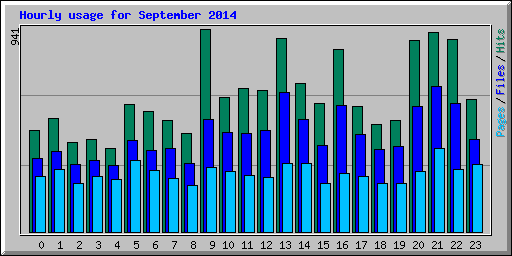 Hourly usage for September 2014
941
Pages / Files / Hits
0 1 2 3 4 5 6 7 8 9 10 11 12 13 14 15 16 17 18 19 20 21 22 23